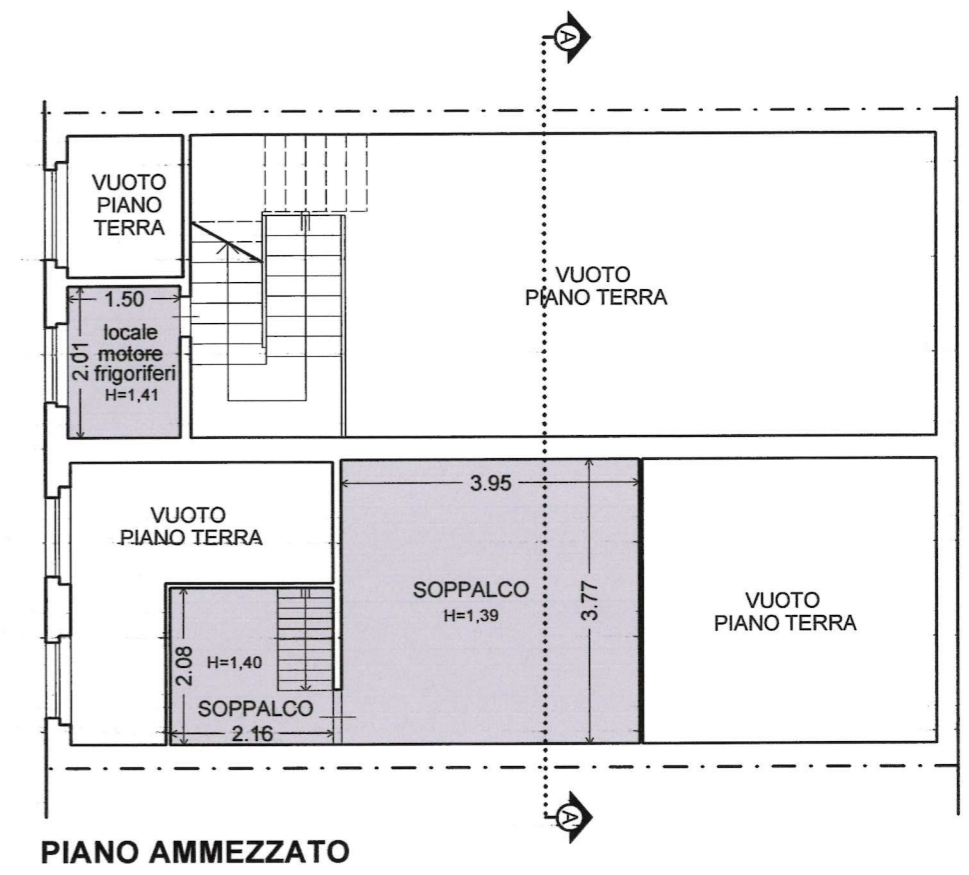 A
VUOTO
PIANO
TERRA
VUOTO
PIANO TERRA
1.50
2.01
locale
motore
frigoriferi
H=1,41
VUOTO
PIANO TERRA
3.95
SOPPALCO
H=1,39
3.77
VUOTO
PIANO TERRA
2.08
H=1,40
SOPPALCO
2.16
A
PIANO AMMEZZATO